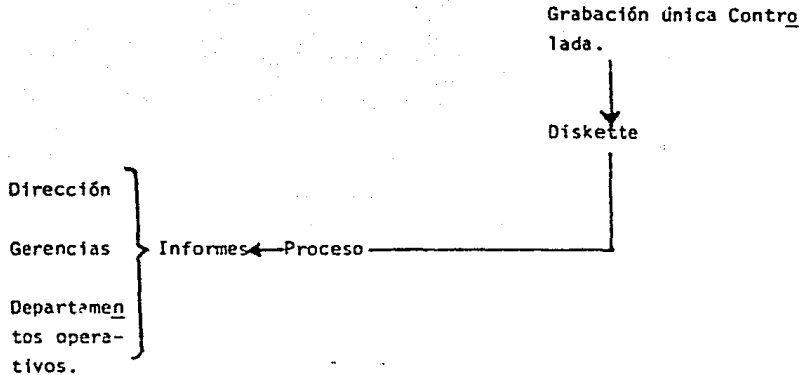 Grabación única Contro
lada.
Diskette
Dirección
Gerencias
Informes
Proceso
Departamen
tos opera-
tivos.